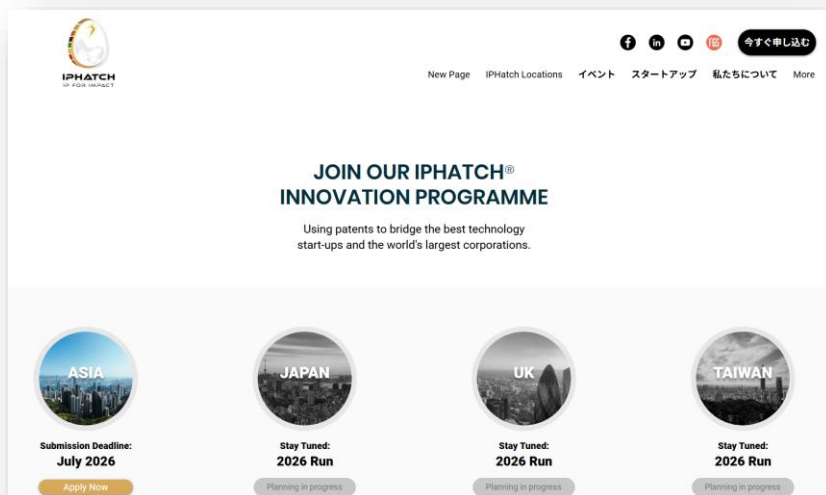 IPHATCH
IP FOR IMPACT
今すぐ申し込む
New Page IPHatch Locations イベント スタートアップ 私たちについて More
JOIN OUR IPHATCH®
INNOVATION PROGRAMME
Using patents to bridge the best technology
start-ups and the world's largest corporations.
ASIA JAPAN UK TAIWAN
Submission Deadline: Stay Tuned: Stay Tuned: Stay Tuned:
July 2026 2026 Run 2026 Run 2026 Run
Apply Now Planning in progress Planning in progress Planning in progress